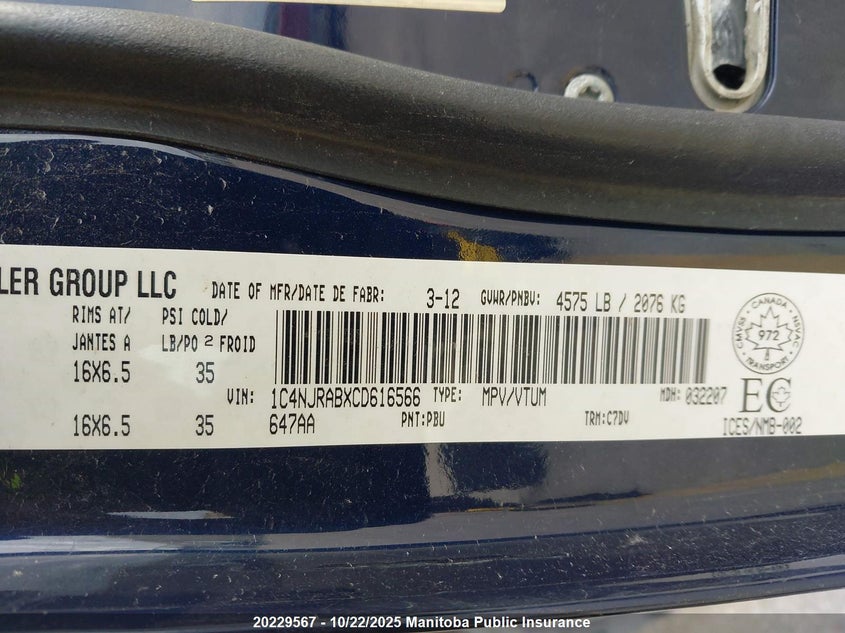 LER GROUP LLC DATE OF MFR/DATE DE FABR: 3-12 GVWR/PNBV: 4575 LB / 2076 KG
RIMS AT/ PSI COLD/
JANTES A LB/PO 2 FROID
16X6.5 35
VIN: 1C4NJRABXCD616566 TYPE: MPV/VTUM MDH: 032207
16X6.5 35 647AA PNT:PBU TRM:C7DV
CANADA
CMVSS NSVAC
972
TRANSPORT
EC
ICES/NMB-002
20229567 - 10/22/2025 Manitoba Public Insurance